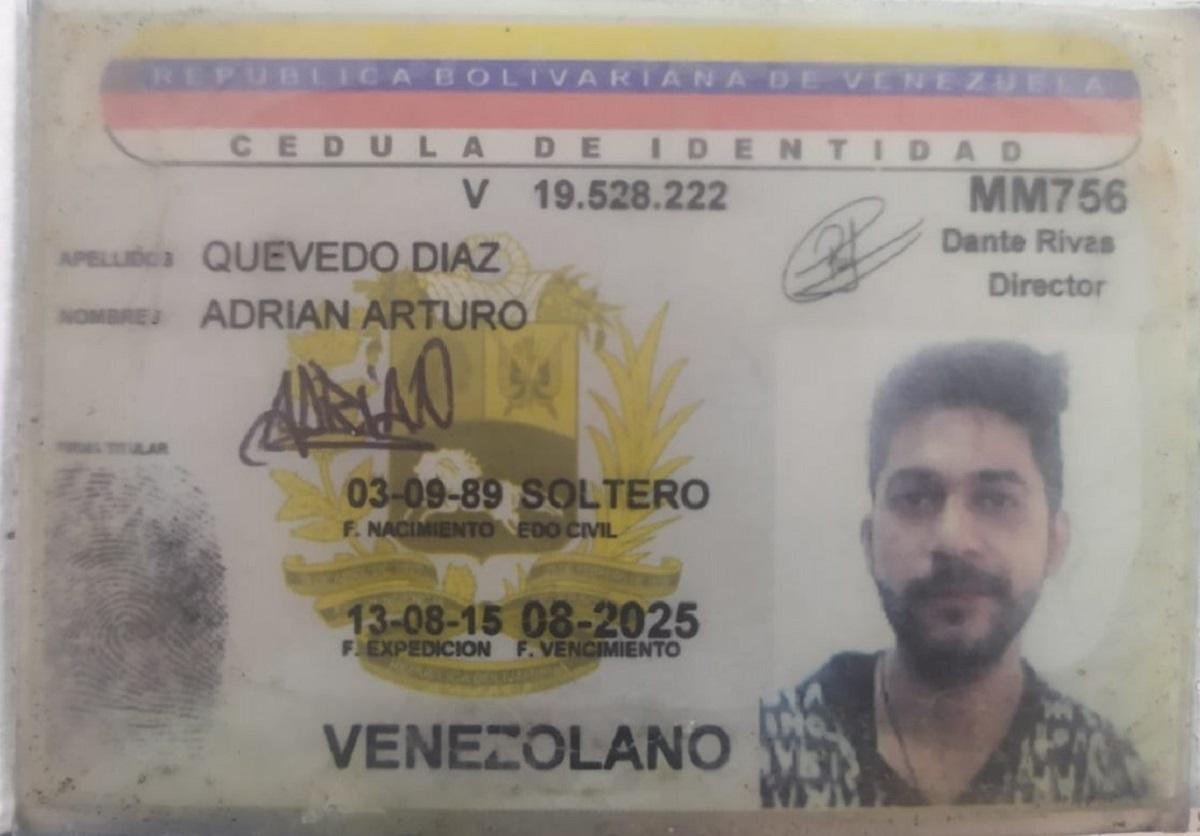 REPUBLICA BOLIVARIANA DE VENEZUELA
CEDULA DE IDENTIDAD
V 19.528.222
MM756
Dante Rivas
Director
APELLIDOS QUEVEDO DIAZ
NOMBRES ADRIAN ARTURO
ADRIAN
TITULAR
03-09-89 SOLTERO
F. NACIMIENTO EDO CIVIL
13-08-15 08-2025
F. EXPEDICION F. VENCIMIENTO
VENEZOLANO